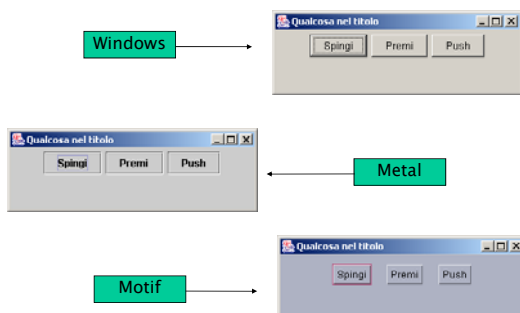 Qualcosa nel titolo
Windows
Spingi Premi Push
Qualcosa nel titolo
Spingi Premi Push
Metal
Qualcosa nel titolo
Spingi Premi Push
Motif